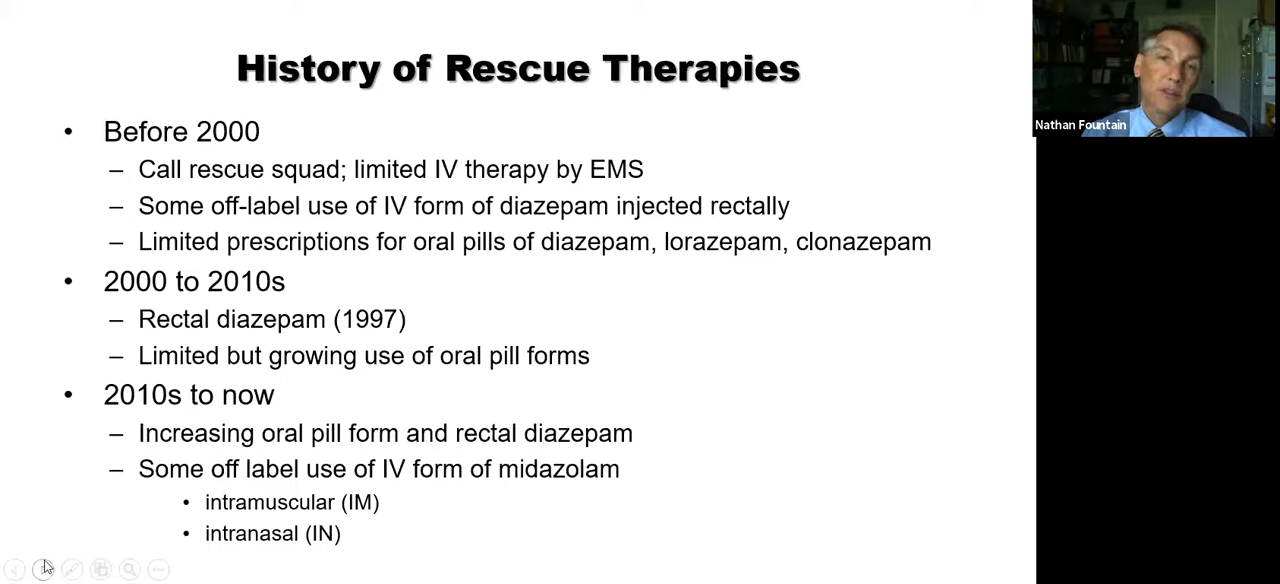 History of Rescue Therapies
• Before 2000
– Call rescue squad; limited IV therapy by EMS
– Some off-label use of IV form of diazepam injected rectally
– Limited prescriptions for oral pills of diazepam, lorazepam, clonazepam
• 2000 to 2010s
– Rectal diazepam (1997)
– Limited but growing use of oral pill forms
• 2010s to now
– Increasing oral pill form and rectal diazepam
– Some off label use of IV form of midazolam
• intramuscular (IM)
• intranasal (IN)
Nathan Fountain